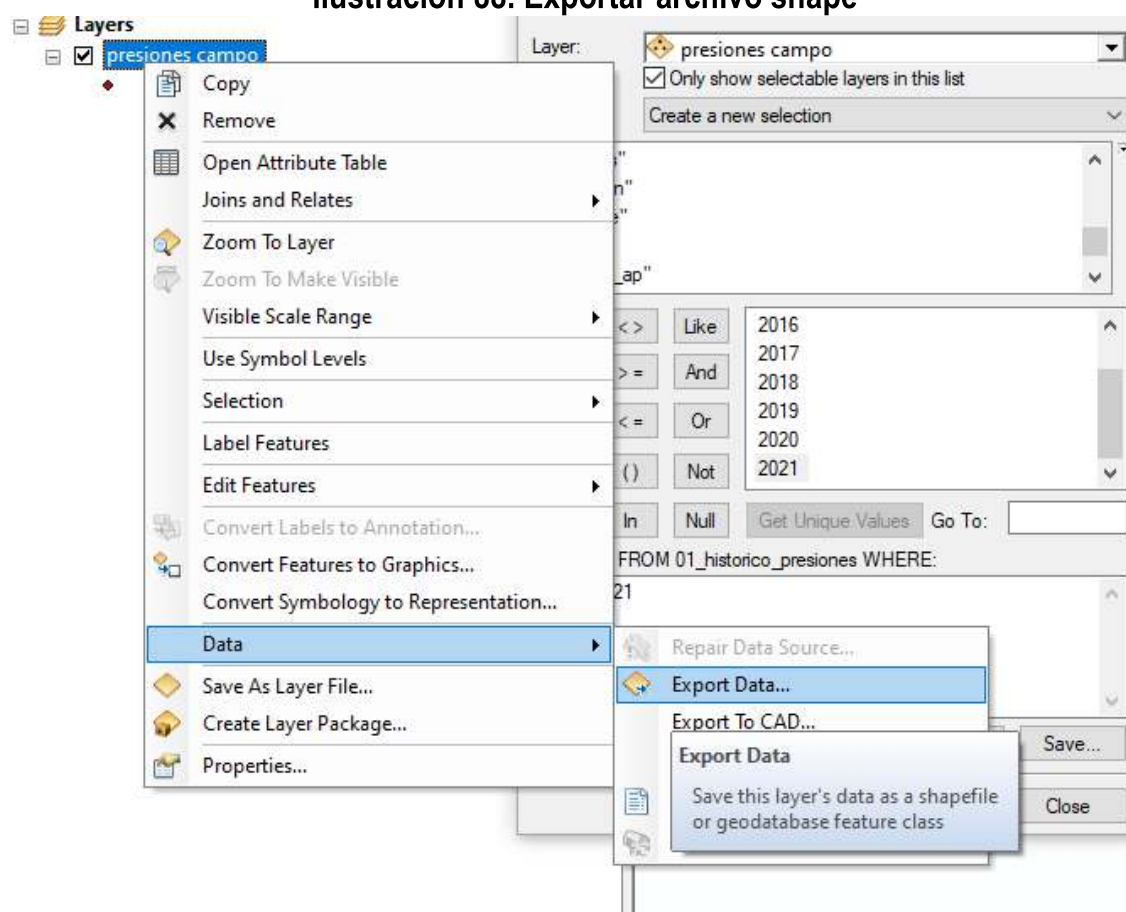 Ilustración 88. Exportar archivo shape
Layers
presiones campo
Copy
Remove
Open Attribute Table
Joins and Relates
Zoom To Layer
Zoom To Make Visible
Visible Scale Range
Use Symbol Levels
Selection
Label Features
Edit Features
Convert Labels to Annotation...
Convert Features to Graphics...
Convert Symbology to Representation...
Data
Save As Layer File...
Create Layer Package...
Properties...
Layer:
presiones campo
Only show selectable layers in this list
Create a new selection
"
n"
e"
_ap"
< >
Like
> =
And
< =
Or
()
Not
In
Null
2016
2017
2018
2019
2020
2021
Get Unique Values
Go To:
FROM 01_historico_presiones WHERE:
21
Repair Data Source...
Export Data...
Export To CAD...
Export Data
Save this layer's data as a shapefile
or geodatabase feature class
Save...
Close